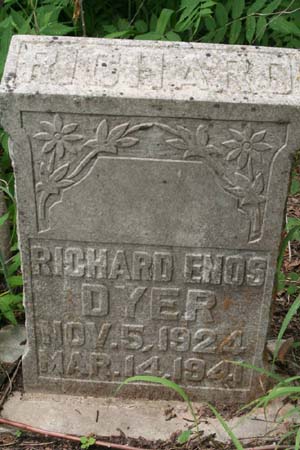 RICHARD
RICHARD ENOS
DYER
NOV. 5, 1924
MAR. 14, 1941